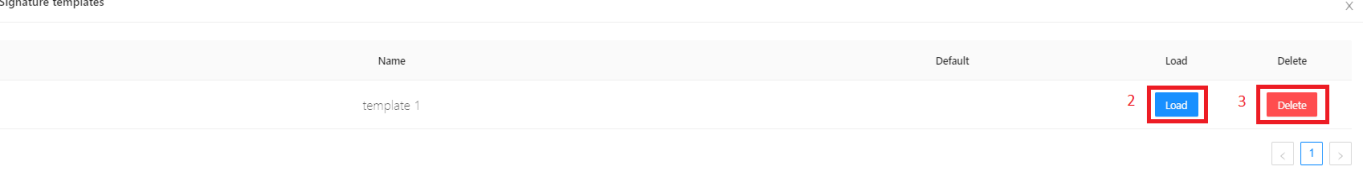 Signature templates
X
Name Default Load Delete
template 1 2 Load 3 Delete
< 1 >